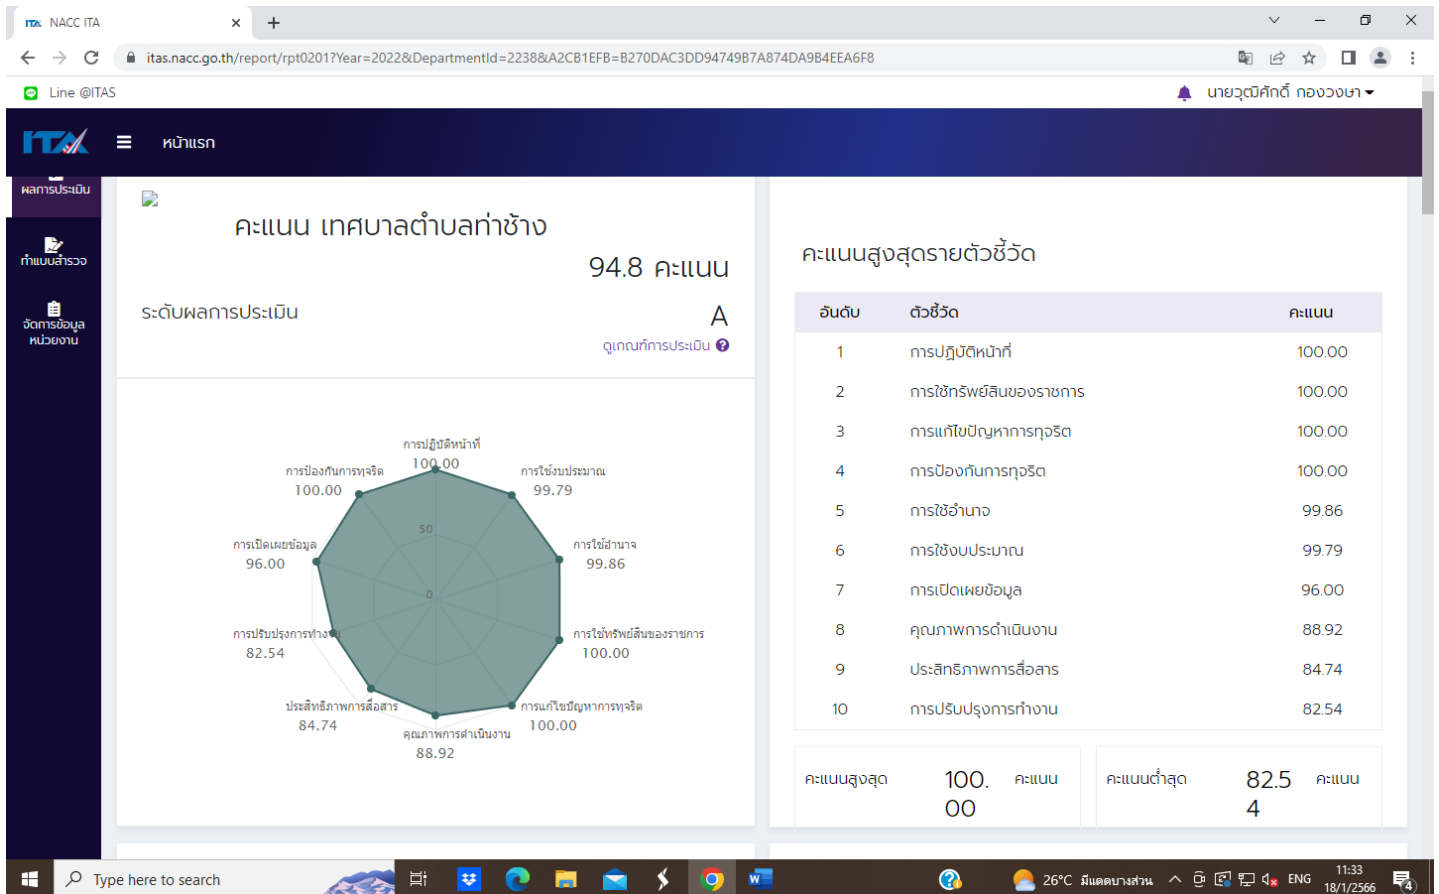 NACC ITA
itas.nacc.go.th/report/rpt0201?Year=2022&DepartmentId=2238&A2CB1EFB=B270DAC3DD94749B7A874DA9B4EEA6F8
Line @ITAS
นายวุฒิศักดิ์ กองวงษา
ITA
หน้าแรก
ผลการประเมิน
ทำแบบสำรวจ
จัดการข้อมูล
หน่วยงาน
คะแนน เทศบาลตำบลท่าช้าง
94.8 คะแนน
ระดับผลการประเมิน
A
ดูเกณฑ์การประเมิน
การปฏิบัติหน้าที่
100.00
การใช้งบประมาณ
99.79
การใช้อำนาจ
99.86
การใช้ทรัพย์สินของราชการ
100.00
การแก้ไขปัญหาการทุจริต
100.00
คุณภาพการดำเนินงาน
88.92
ประสิทธิภาพการสื่อสาร
84.74
การปรับปรุงการทำงาน
82.54
การเปิดเผยข้อมูล
96.00
การป้องกันการทุจริต
100.00
50
0
คะแนนสูงสุดรายตัวชี้วัด
อันดับ ตัวชี้วัด คะแนน
1 การปฏิบัติหน้าที่ 100.00
2 การใช้ทรัพย์สินของราชการ 100.00
3 การแก้ไขปัญหาการทุจริต 100.00
4 การป้องกันการทุจริต 100.00
5 การใช้อำนาจ 99.86
6 การใช้งบประมาณ 99.79
7 การเปิดเผยข้อมูล 96.00
8 คุณภาพการดำเนินงาน 88.92
9 ประสิทธิภาพการสื่อสาร 84.74
10 การปรับปรุงการทำงาน 82.54
คะแนนสูงสุด 100. คะแนน
00
คะแนนต่ำสุด 82.5 คะแนน
4
Type here to search
26°C มีแดดบางส่วน
ENG
11:33
18/1/2566